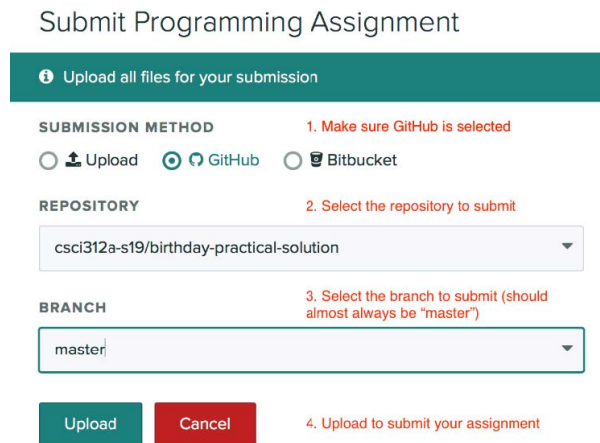 Submit Programming Assignment
Upload all files for your submission
SUBMISSION METHOD
1. Make sure GitHub is selected
Upload GitHub Bitbucket
REPOSITORY
2. Select the repository to submit
csci312a-s19/birthday-practical-solution
BRANCH
3. Select the branch to submit (should
almost always be “master”)
master
Upload Cancel
4. Upload to submit your assignment